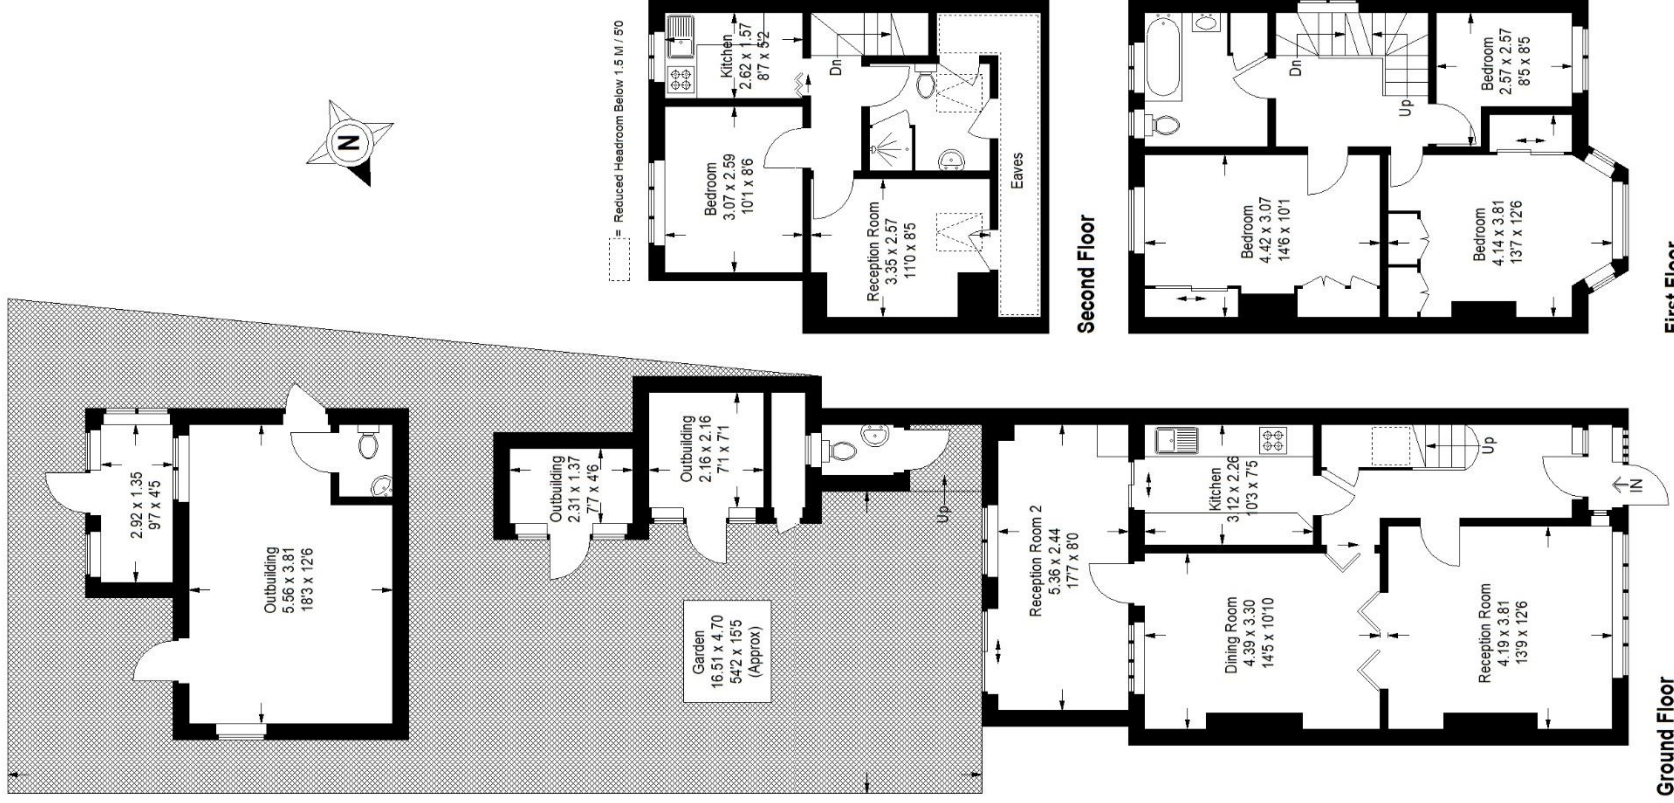 N
= Reduced Headroom Below 1.5 M / 5'0
Kitchen
2.62 x 1.57
8'7 x 5'2
Dn
Bedroom
3.07 x 2.59
10'1 x 8'6
Reception Room
3.35 x 2.57
11'0 x 8'5
Eaves
Second Floor
Dn
Up
Bedroom
2.57 x 2.57
8'5 x 8'5
Bedroom
4.42 x 3.07
14'6 x 10'1
Bedroom
4.14 x 3.81
13'7 x 12'6
First Floor
2.92 x 1.35
9'7 x 4'5
Outbuilding
5.56 x 3.81
18'3 x 12'6
Outbuilding
2.31 x 1.37
7'7 x 4'6
Outbuilding
2.16 x 2.16
7'1 x 7'1
Garden
16.51 x 4.70
54'2 x 15'5
(Approx)
Up
Reception Room 2
5.36 x 2.44
17'7 x 8'0
Kitchen
3.12 x 2.26
10'3 x 7'5
Up
Dining Room
4.39 x 3.30
14'5 x 10'10
Reception Room
4.19 x 3.81
13'9 x 12'6
IN
Ground Floor